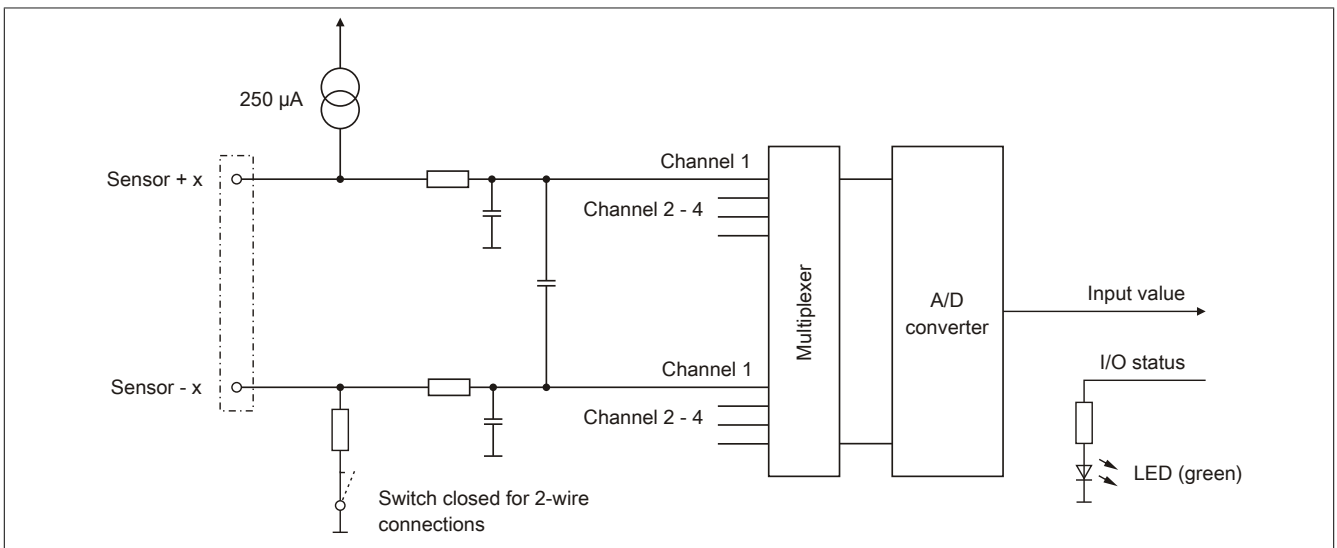 250 µA
Sensor + x
Channel 1
Channel 2 - 4
Multiplexer
A/D
converter
Input value
I/O status
Sensor - x
Channel 1
Channel 2 - 4
LED (green)
Switch closed for 2-wire
connections